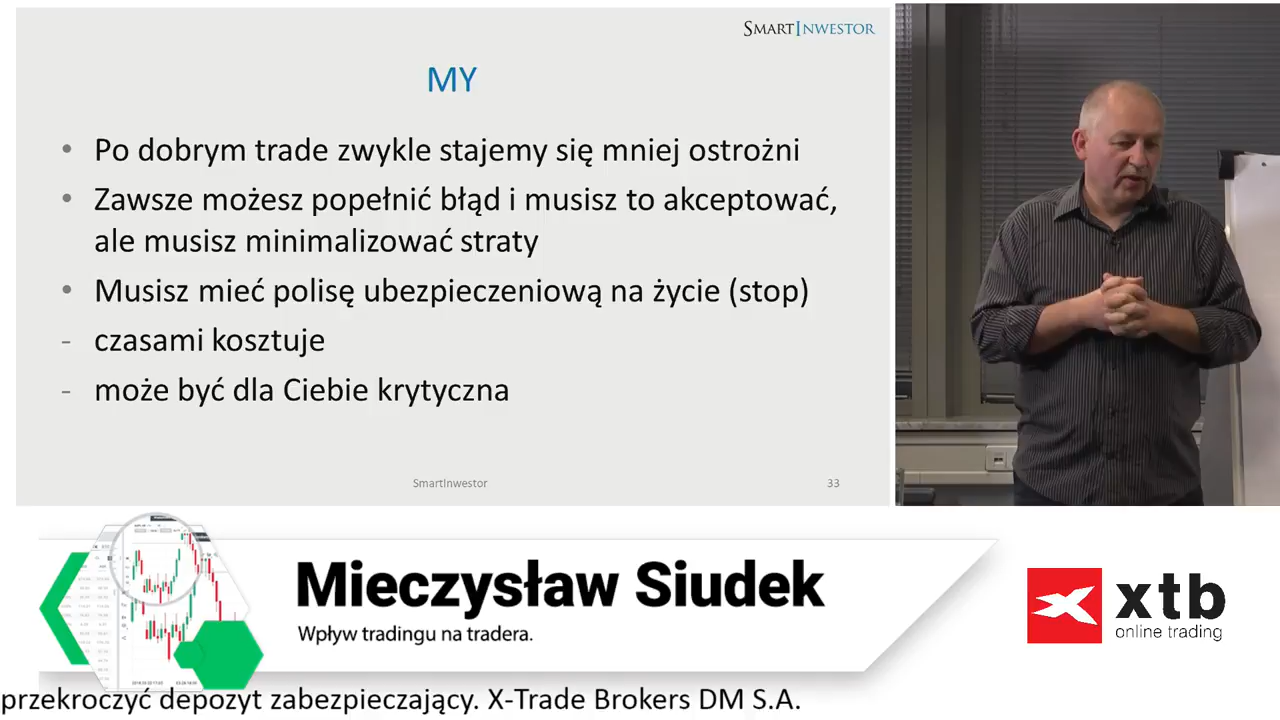 SMARTINWESTOR
MY
• Po dobrym trade zwykle stajemy się mniej ostrożni
• Zawsze możesz popełnić błąd i musisz to akceptować,
ale musisz minimalizować straty
• Musisz mieć polisę ubezpieczeniową na życie (stop)
- czasami kosztuje
- może być dla Ciebie krytyczna
SmartInwestor
33
Mieczysław Siudek
Wpływ tradingu na tradera.
xtb
online trading
przekroczyć depozyt zabezpieczający. X-Trade Brokers DM S.A.